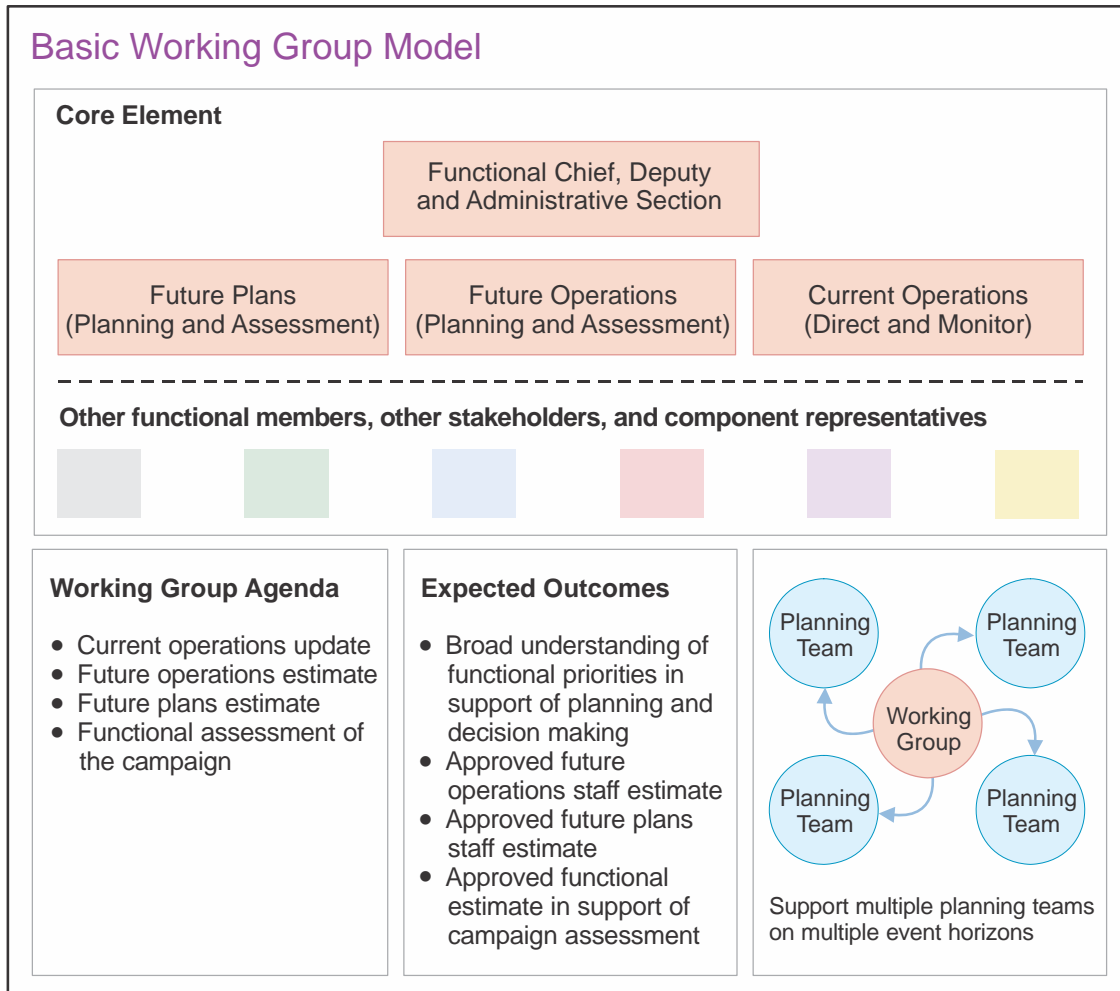 Basic Working Group Model
Core Element
Functional Chief, Deputy
and Administrative Section
Future Plans
(Planning and Assessment)
Future Operations
(Planning and Assessment)
Current Operations
(Direct and Monitor)
Other functional members, other stakeholders, and component representatives
Working Group Agenda
● Current operations update
● Future operations estimate
● Future plans estimate
● Functional assessment of
the campaign
Expected Outcomes
● Broad understanding of
functional priorities in
support of planning and
decision making
● Approved future
operations staff estimate
● Approved future plans
staff estimate
● Approved functional
estimate in support of
campaign assessment
Planning
Team
Planning
Team
Working
Group
Planning
Team
Planning
Team
Support multiple planning teams
on multiple event horizons